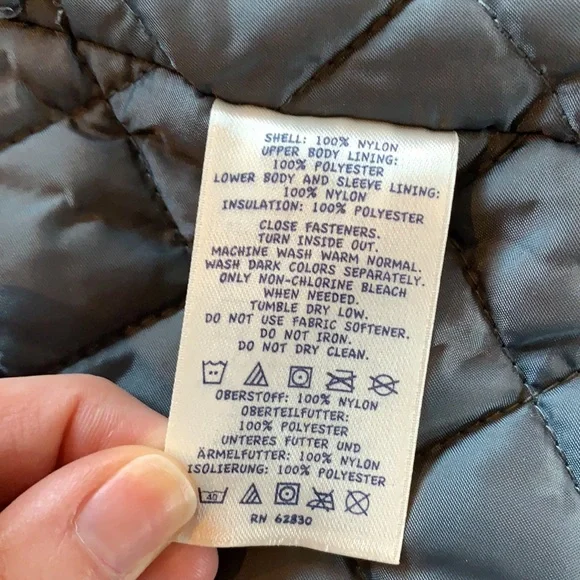 SHELL: 100% NYLON
UPPER BODY LINING:
100% POLYESTER
LOWER BODY AND SLEEVE LINING:
100% NYLON
INSULATION: 100% POLYESTER
CLOSE FASTENERS.
TURN INSIDE OUT.
MACHINE WASH WARM NORMAL.
WASH DARK COLORS SEPARATELY.
ONLY NON-CHLORINE BLEACH
WHEN NEEDED.
TUMBLE DRY LOW.
DO NOT USE FABRIC SOFTENER.
DO NOT IRON.
DO NOT DRY CLEAN.
OBERSTOFF: 100% NYLON
OBERTEILFUTTER:
100% POLYESTER
UNTERES FUTTER UND
ÄRMELFUTTER: 100% NYLON
ISOLIERUNG: 100% POLYESTER
40
RN 62830